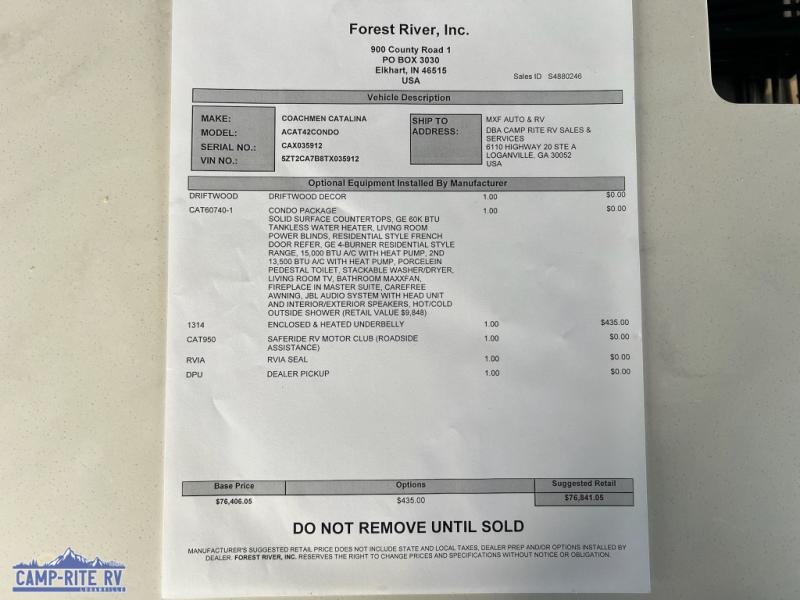 Forest River, Inc.
900 County Road 1
PO BOX 3030
Elkhart, IN 46515
USA
Sales ID S4880246
Vehicle Description
MAKE: COACHMEN CATALINA
MODEL: ACAT42CONDO
SERIAL NO.: CAX035912
VIN NO.: 5ZT2CA7B8TX035912
SHIP TO ADDRESS:
MXF AUTO & RV
DBA CAMP RITE RV SALES &
SERVICES
6110 HIGHWAY 20 STE A
LOGANVILLE, GA 30052
USA
Optional Equipment Installed By Manufacturer
DRIFTWOOD DRIFTWOOD DECOR 1.00 $0.00
CAT60740-1 CONDO PACKAGE 1.00 $0.00
SOLID SURFACE COUNTERTOPS, GE 60K BTU
TANKLESS WATER HEATER, LIVING ROOM
POWER BLINDS, RESIDENTIAL STYLE FRENCH
DOOR REFER, GE 4-BURNER RESIDENTIAL STYLE
RANGE, 15,000 BTU A/C WITH HEAT PUMP, 2ND
13,500 BTU A/C WITH HEAT PUMP, PORCELEIN
PEDESTAL TOILET, STACKABLE WASHER/DRYER,
LIVING ROOM TV, BATHROOM MAXXFAN,
FIREPLACE IN MASTER SUITE, CAREFREE
AWNING, JBL AUDIO SYSTEM WITH HEAD UNIT
AND INTERIOR/EXTERIOR SPEAKERS, HOT/COLD
OUTSIDE SHOWER (RETAIL VALUE $9,848)
1314 ENCLOSED & HEATED UNDERBELLY 1.00 $435.00
CAT950 SAFERIDE RV MOTOR CLUB (ROADSIDE 1.00 $0.00
ASSISTANCE)
RVIA RVIA SEAL 1.00 $0.00
DPU DEALER PICKUP 1.00 $0.00
Base Price Options Suggested Retail
$76,406.05 $435.00 $76,841.05
DO NOT REMOVE UNTIL SOLD
MANUFACTURER'S SUGGESTED RETAIL PRICE DOES NOT INCLUDE STATE AND LOCAL TAXES, DEALER PREP AND/OR OPTIONS INSTALLED BY
DEALER. FOREST RIVER, INC. RESERVES THE RIGHT TO CHANGE PRICES AND SPECIFICATIONS WITHOUT NOTICE OR OBLIGATION.
CAMP-RITE RV
LOGANVILLE